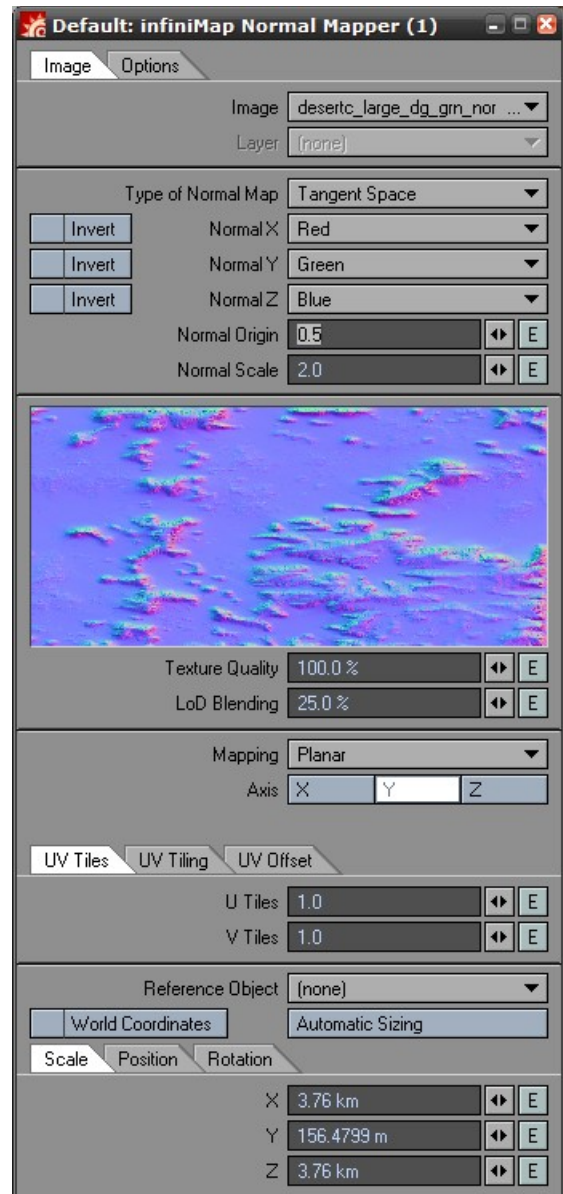 Default: infiniMap Normal Mapper (1)
Image Options
Image desertc_large_dg_grn_nor ...
Layer (none)
Type of Normal Map Tangent Space
Invert Normal X Red
Invert Normal Y Green
Invert Normal Z Blue
Normal Origin 0.5 E
Normal Scale 2.0 E
Texture Quality 100.0 % E
LoD Blending 25.0 % E
Mapping Planar
Axis X Y Z
UV Tiles UV Tiling UV Offset
U Tiles 1.0 E
V Tiles 1.0 E
Reference Object (none)
World Coordinates Automatic Sizing
Scale Position Rotation
X 3.76 km E
Y 156.4799 m E
Z 3.76 km E